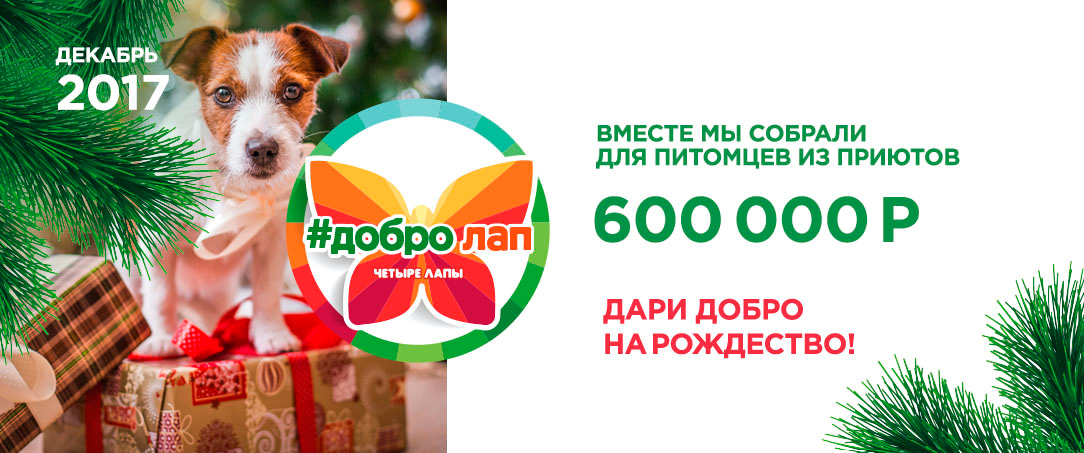 ДЕКАБРЬ
2017
#добро лап
ЧЕТЫРЕ ЛАПЫ
ВМЕСТЕ МЫ СОБРАЛИ
ДЛЯ ПИТОМЦЕВ ИЗ ПРИЮТОВ
600 000 Р
ДАРИ ДОБРО
НА РОЖДЕСТВО!